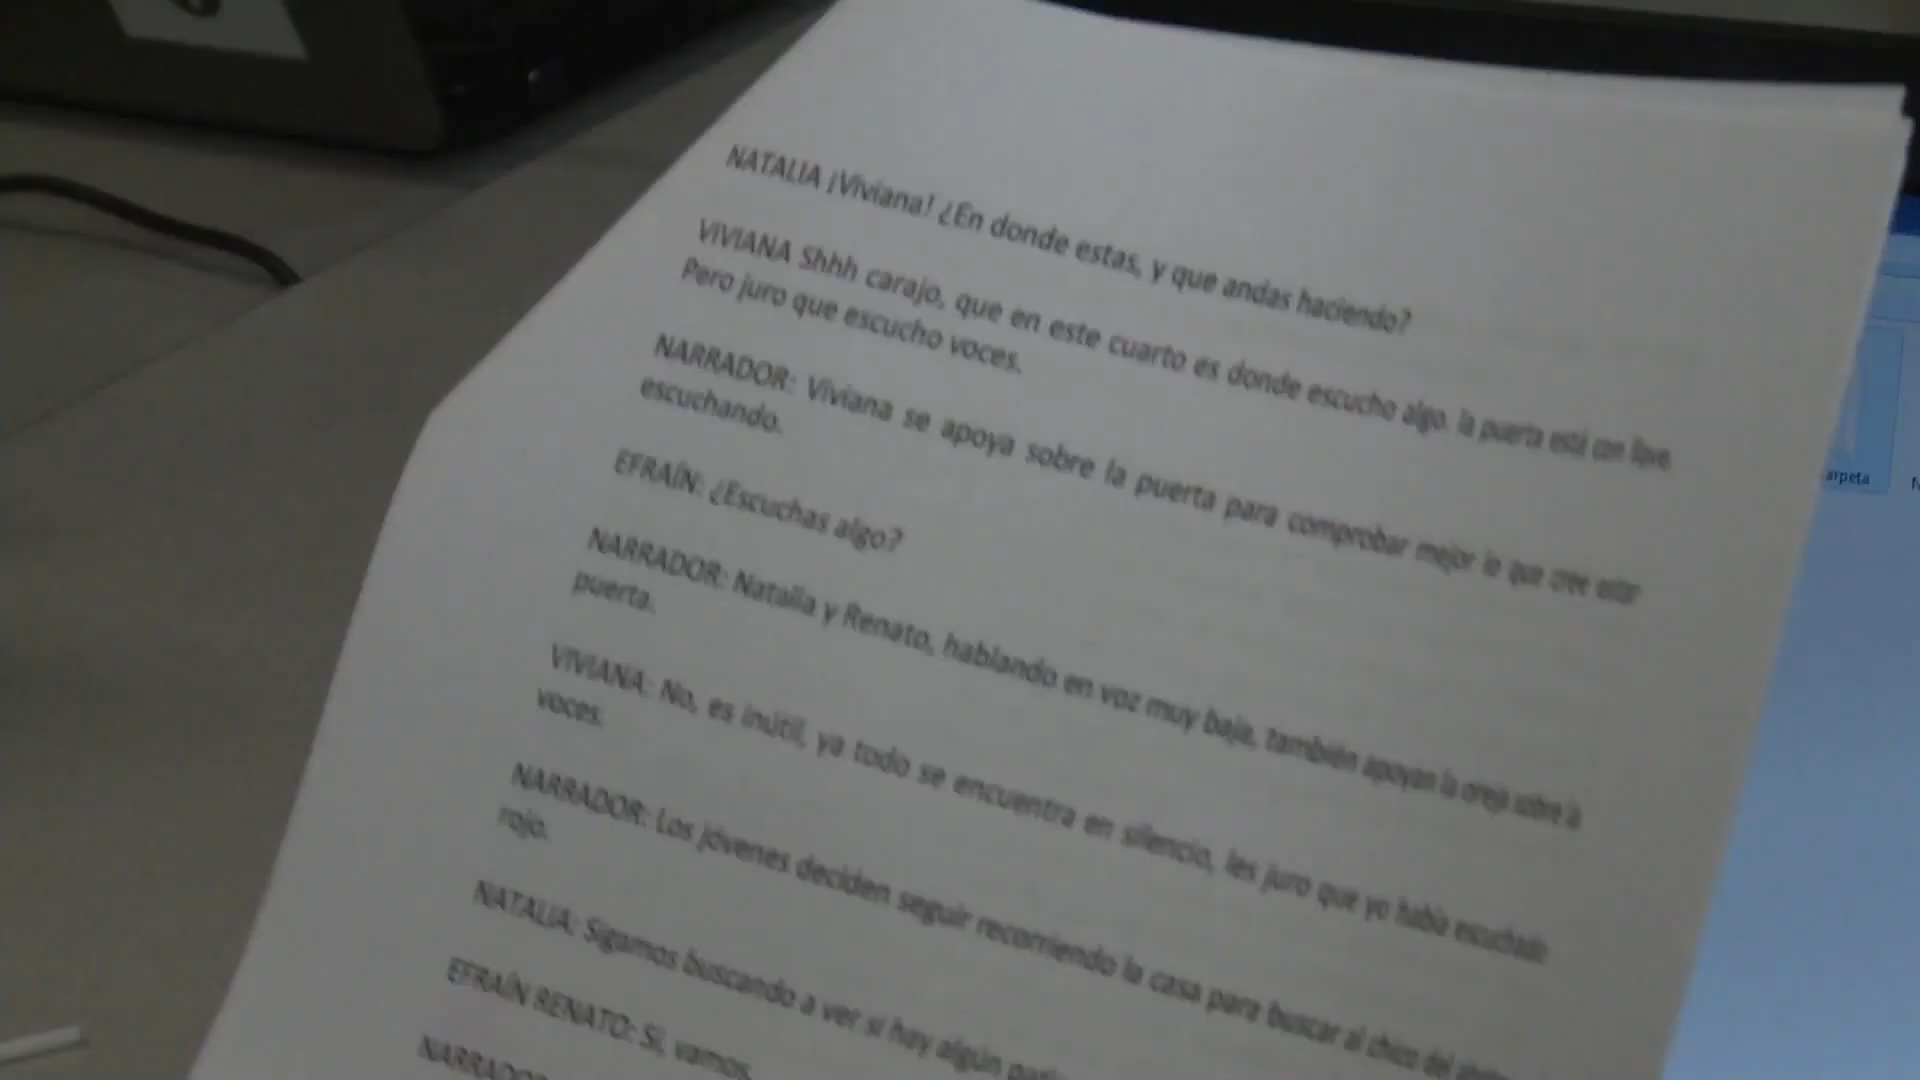 NATALIA ¡Viviana! ¿En donde estas, y que andas haciendo?
VIVIANA Shhh carajo, que en este cuarto es donde escucho algo. la puerta está con llave.
Pero juro que escucho voces.
NARRADOR: Viviana se apoya sobre la puerta para comprobar mejor lo que cree estar
escuchando.
EFRAÍN: ¿Escuchas algo?
NARRADOR: Natalia y Renato, hablando en voz muy baja, también apoyan la oreja sobre la
puerta.
VIVIANA: No, es inútil, ya todo se encuentra en silencio, les juro que yo había escuchado
voces.
NARRADOR: Los jóvenes deciden seguir recorriendo la casa para buscar al chico del
rojo.
NATALIA: Sigamos buscando a ver si hay algún
EFRAÍN RENATO: Si, vamos.
NARRADOR
arpeta